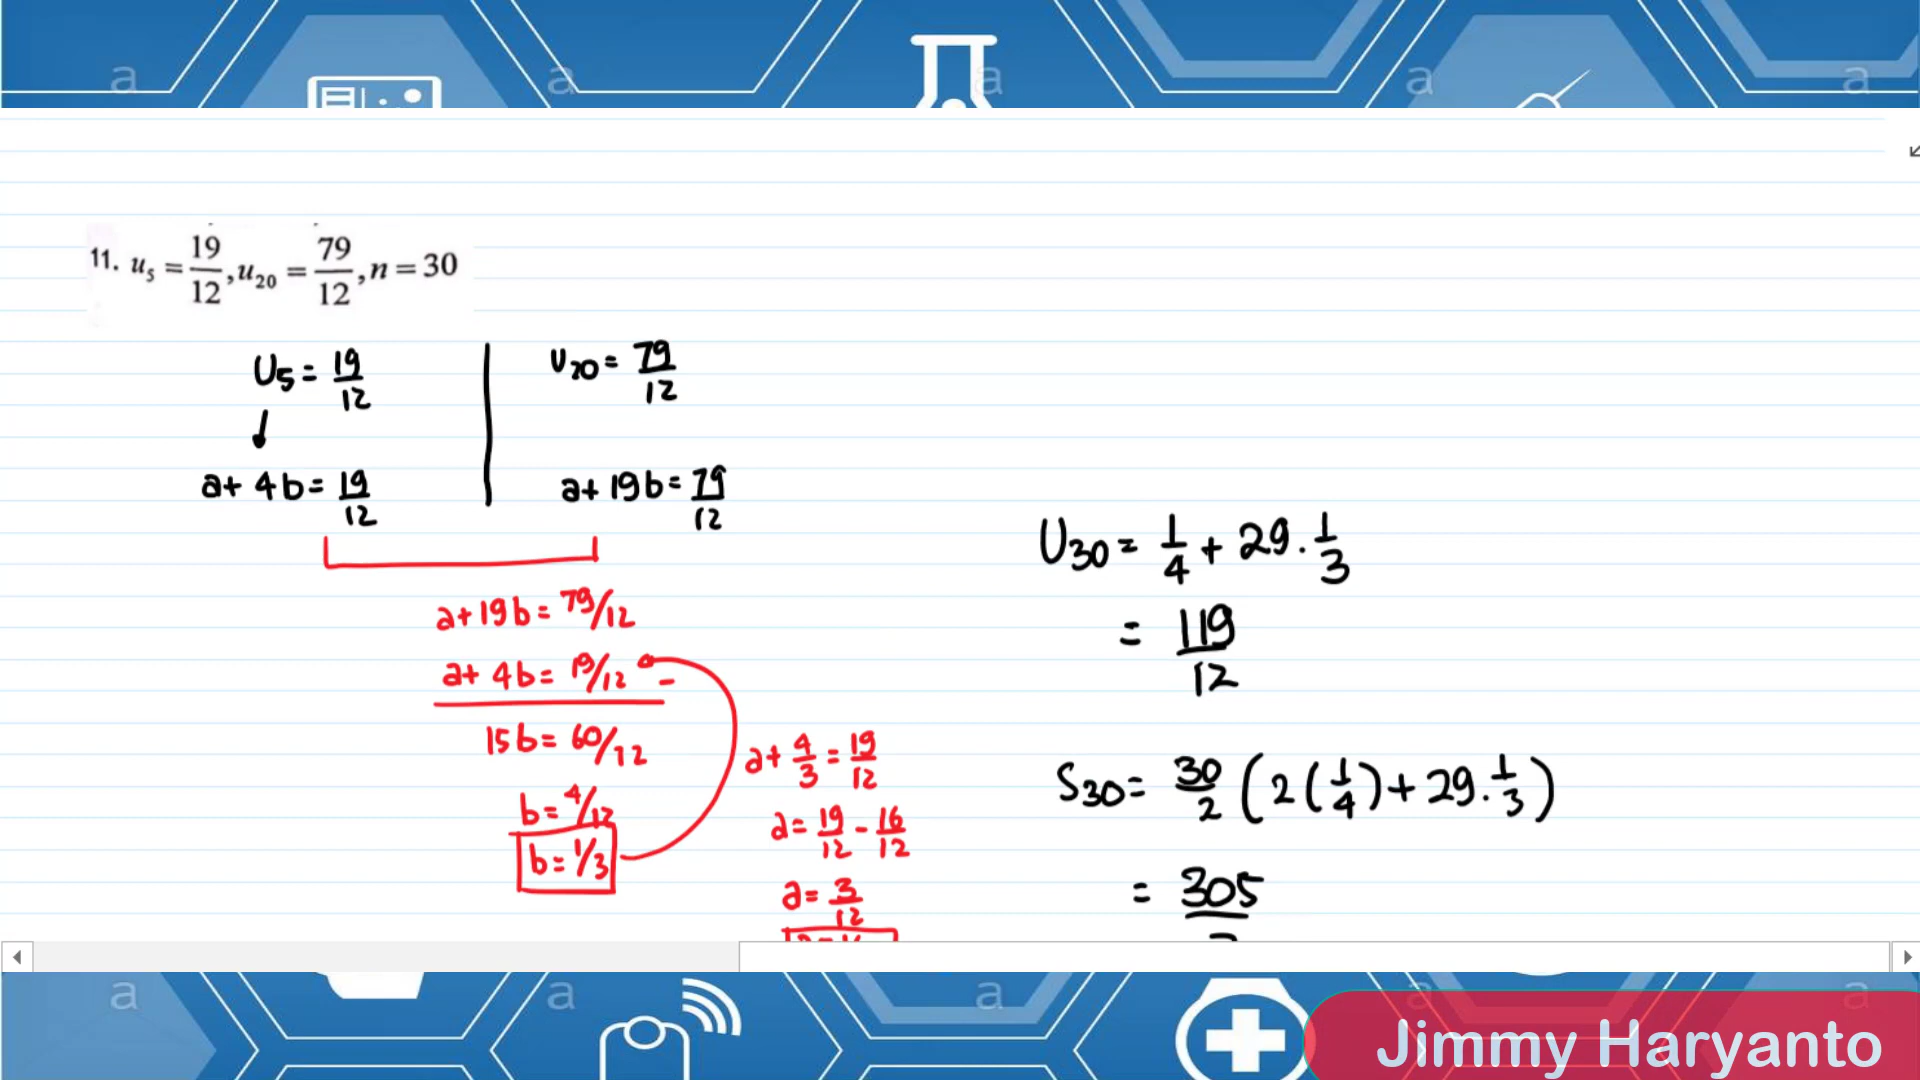 11. u₅ = 19/12, u₂₀ = 79/12, n = 30
U5 = 19/12
U20 = 79/12
a + 4b = 19/12
a + 19b = 79/12
a + 19b = 79/12
a + 4b = 19/12 -
15b = 60/12
b = 4/12
b = 1/3
a + 4/3 = 19/12
a = 19/12 - 16/12
a = 3/12
U30 = 1/4 + 29 . 1/3
= 119/12
S30 = 30/2 (2(1/4) + 29 . 1/3)
= 305
Jimmy Haryanto